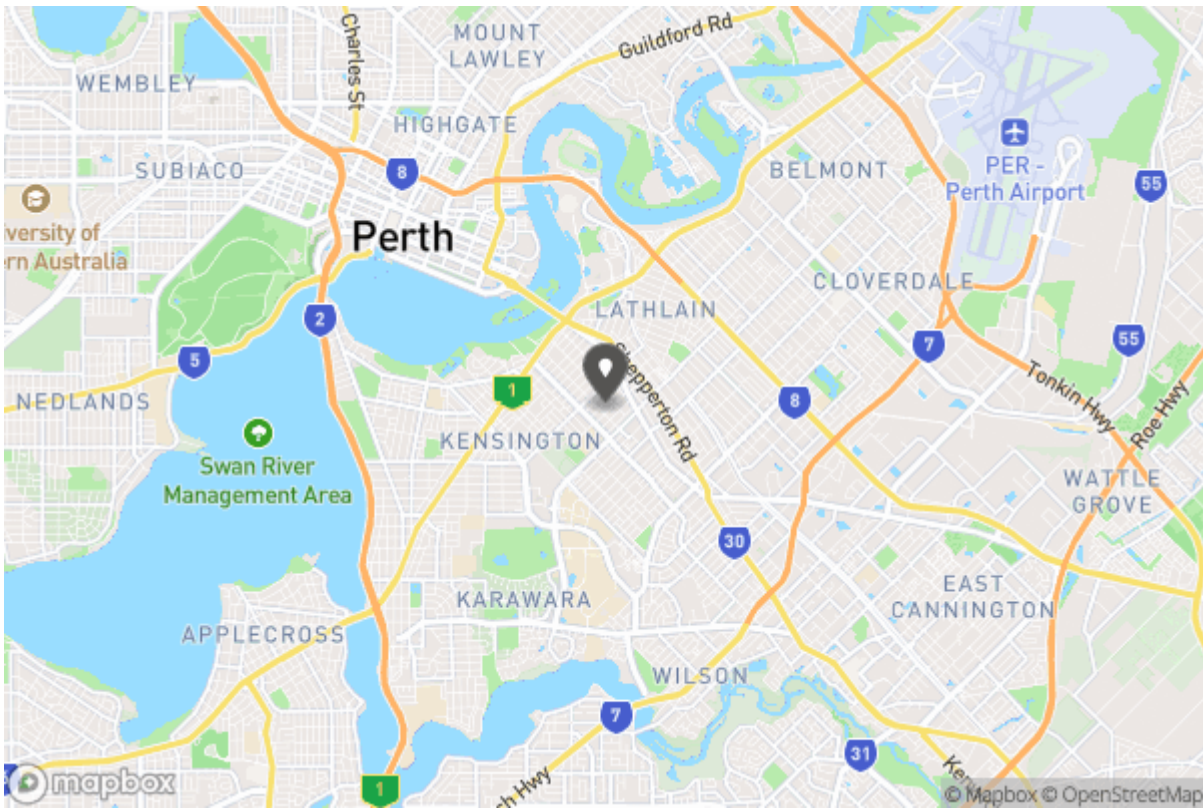 MOUNT
LAWLEY
Guildford Rd
Charles St
WEMBLEY
HIGHGATE
SUBIACO
8
BELMONT
PER -
Perth Airport
55
versity of
ern Australia
Perth
CLOVERDALE
LATHLAIN
2
5
7
55
1
Shepperton Rd
Tonkin Hwy
8
Roe Hwy
NEDLANDS
KENSINGTON
Swan River
Management Area
WATTLE
GROVE
30
KARAWARA
EAST
CANNINGTON
APPLECROSS
WILSON
7
31
mapbox
1
ch Hwy
© Mapbox © OpenStreetMap